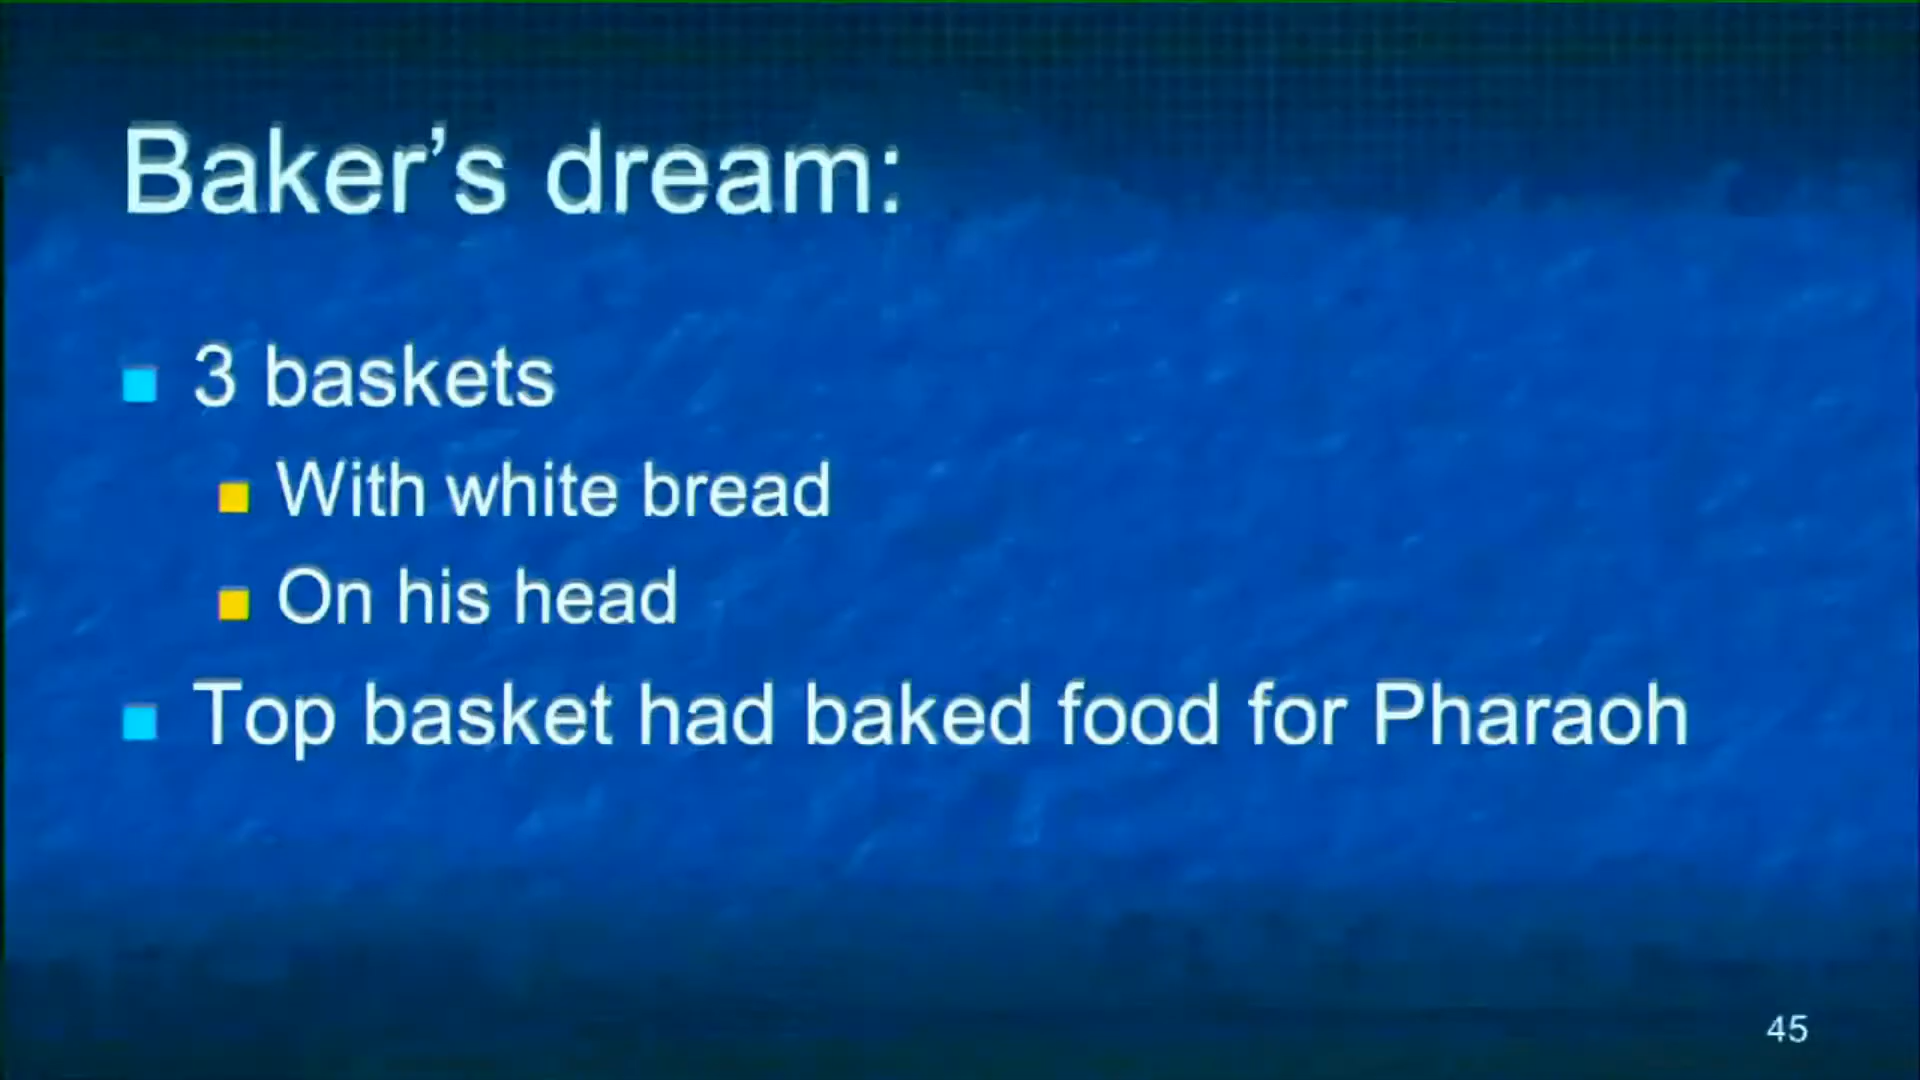 Baker’s dream:
3 baskets
With white bread
On his head
Top basket had baked food for Pharaoh
45